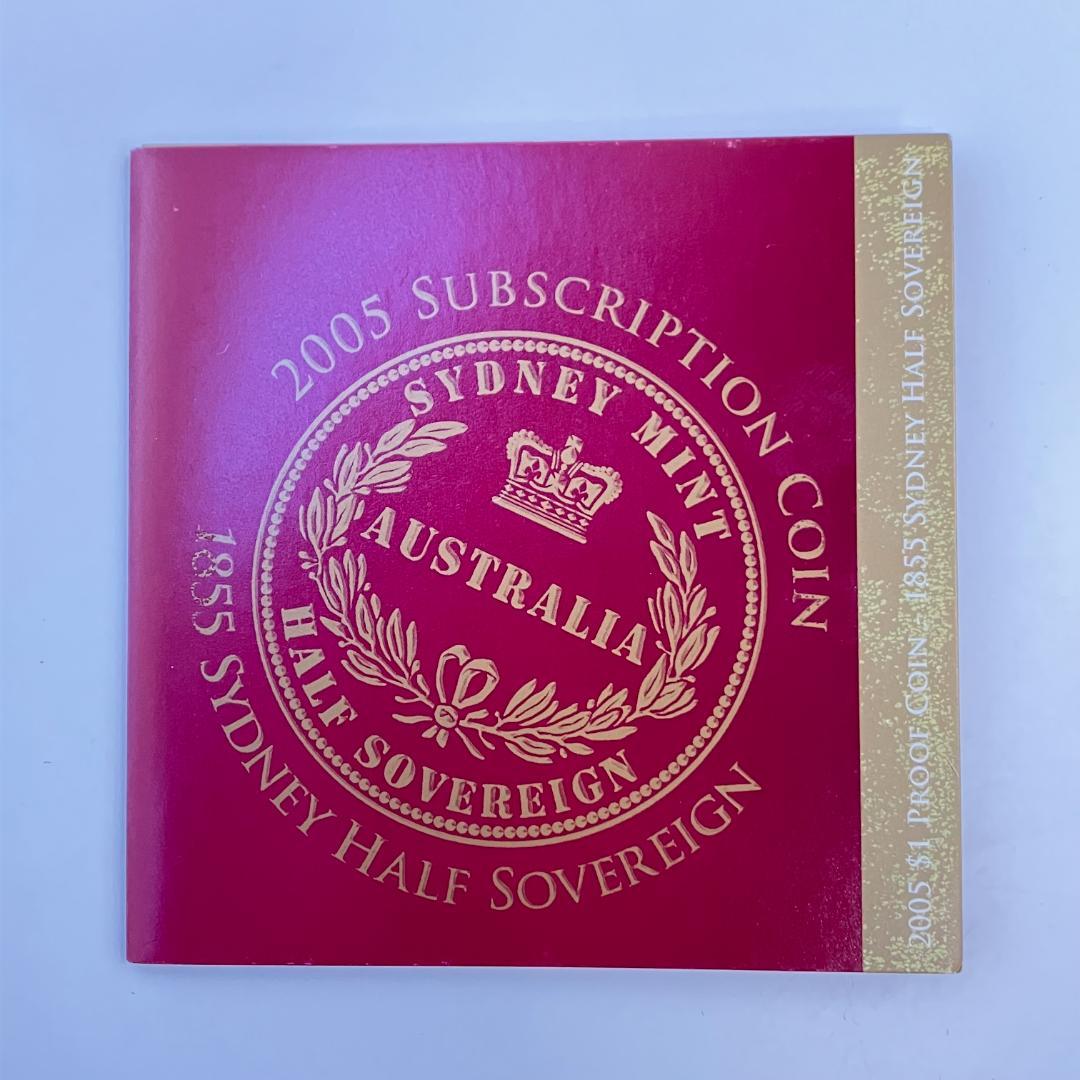 2005 SUBSCRIPTION COIN
SYDNEY MINT
AUSTRALIA
HALF SOVEREIGN
1855 SYDNEY HALF SOVEREIGN
2005 $1 PROOF COIN - 1855 SYDNEY HALF SOVEREIGN